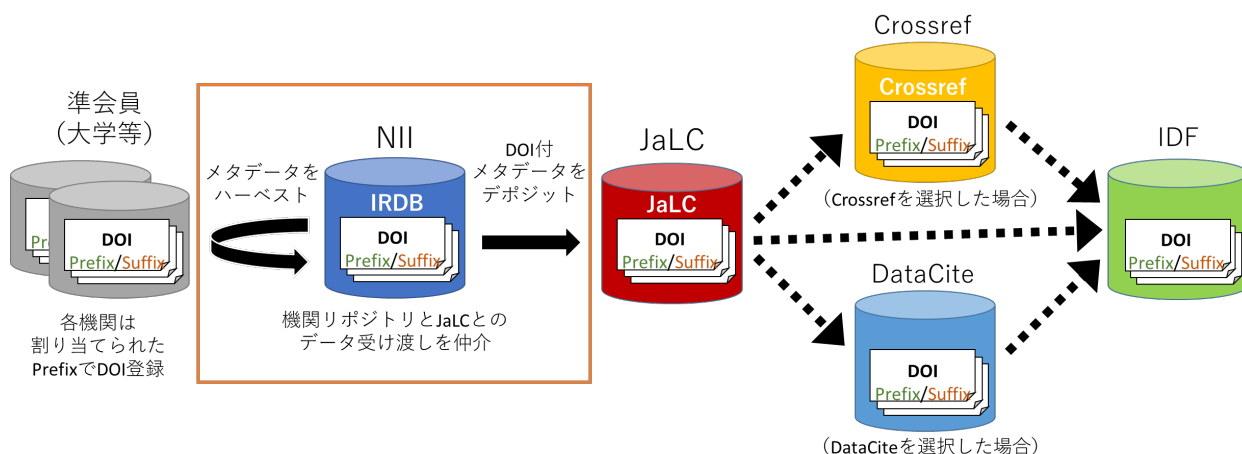 準会員
（大学等）
Pre
DOI
Prefix/Suffix
各機関は
割り当てられた
PrefixでDOI登録
NII
メタデータを
ハーベスト
IRDB
DOI
Prefix/Suffix
DOI付
メタデータを
デポジット
機関リポジトリとJaLCとの
データ受け渡しを仲介
JaLC
JaLC
DOI
Prefix/Suffix
Crossref
Crossref
DOI
Prefix/Suffix
（Crossrefを選択した場合）
DataCite
DOI
Prefix/Suffix
（DataCiteを選択した場合）
IDF
DOI
Prefix/Suffix